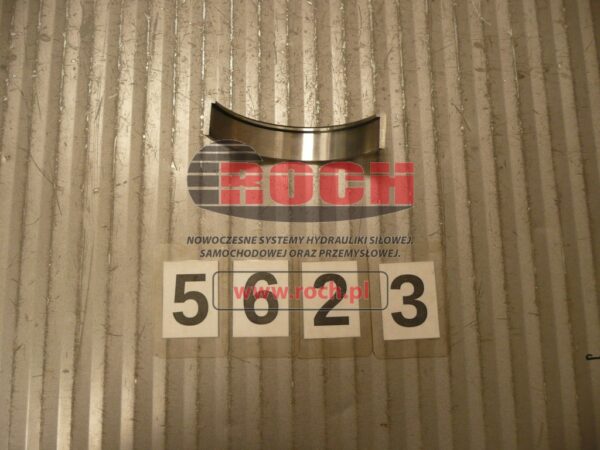 ROCH
NOWOCZESNE SYSTEMY HYDRAULIKI SIŁOWEJ,
SAMOCHODOWEJ ORAZ PRZEMYSŁOWEJ.
5 6 2 3
www.roch.pl